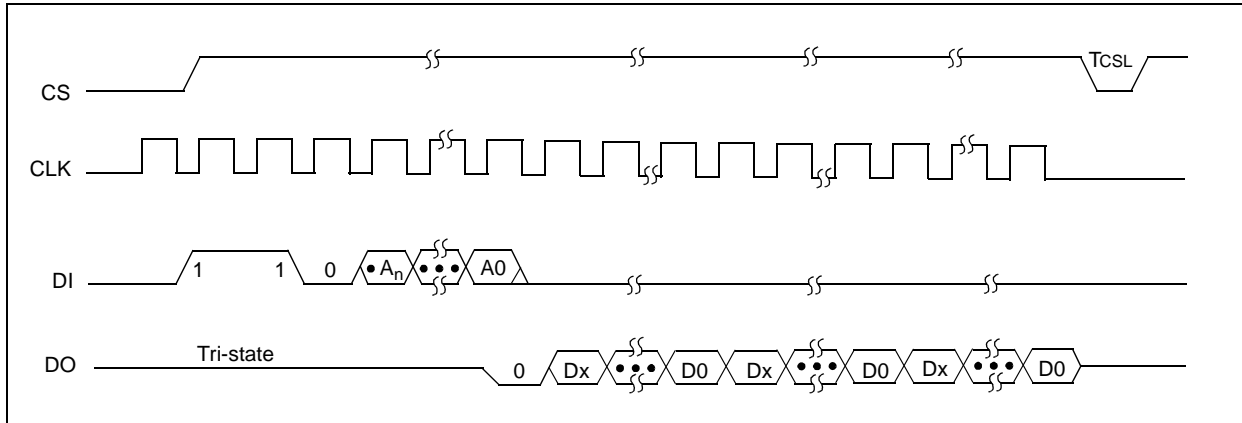 CS TCSL
CLK
DI 1 1 0 An ••• A0
Tri-state
DO 0 Dx ••• D0 Dx ••• D0 Dx ••• D0